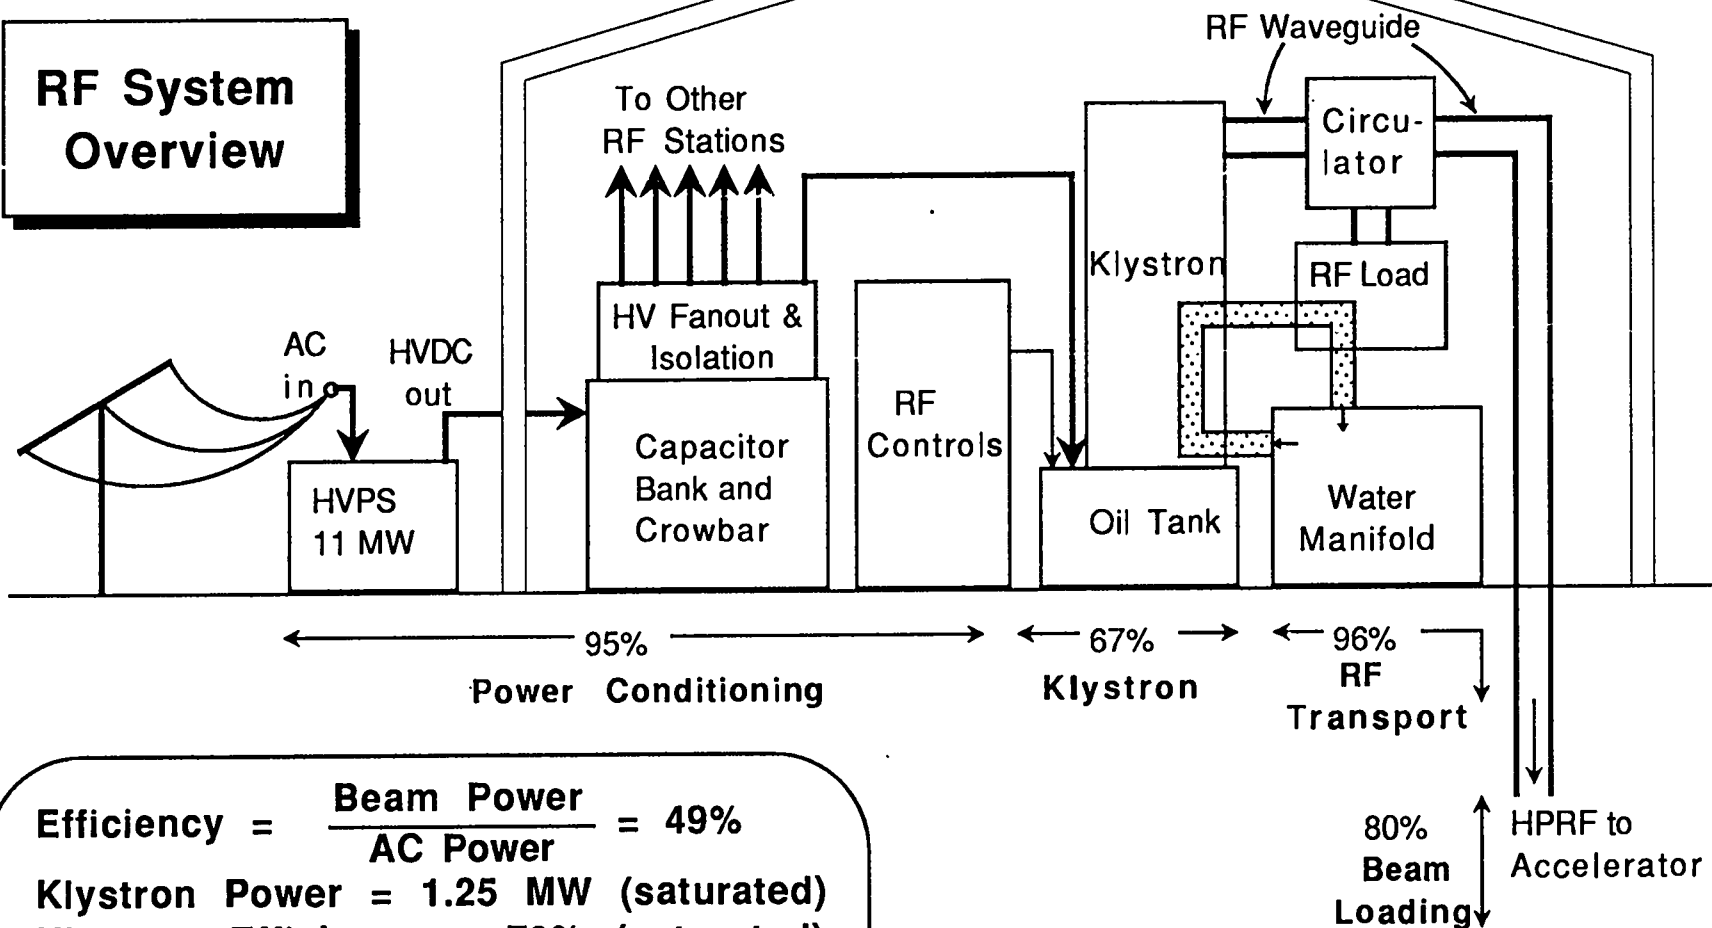 RF System
Overview
RF Waveguide
To Other
RF Stations
Circu-
lator
Klystron
RF Load
HV Fanout &
Isolation
AC
in
HVDC
out
RF
Controls
Capacitor
Bank and
Crowbar
HVPS
11 MW
Oil Tank
Water
Manifold
95%
67%
96%
Power Conditioning
Klystron
RF
Transport
Efficiency = Beam Power
AC Power
= 49%
Klystron Power = 1.25 MW (saturated)
80%
Beam
Loading
HPRF to
Accelerator